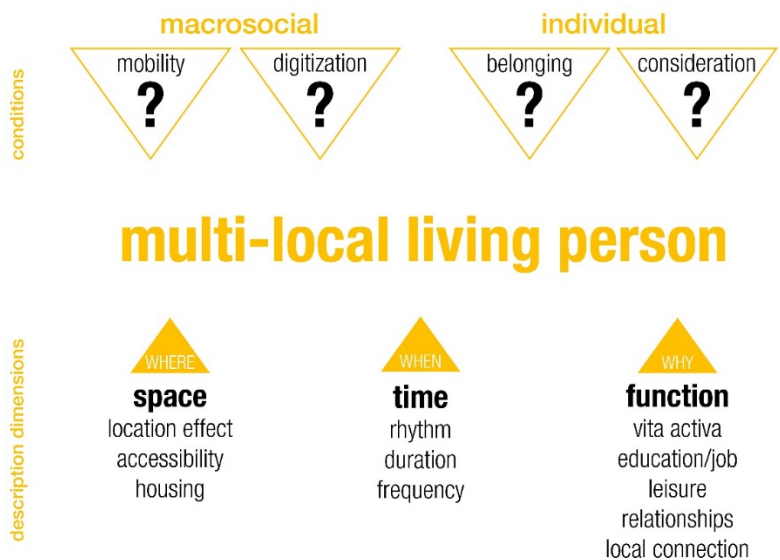 macrosocial
individual
conditions
mobility
?
digitization
?
belonging
?
consideration
?
multi-local living person
description dimensions
WHERE
space
location effect
accessibility
housing
WHEN
time
rhythm
duration
frequency
WHY
function
vita activa
education/job
leisure
relationships
local connection